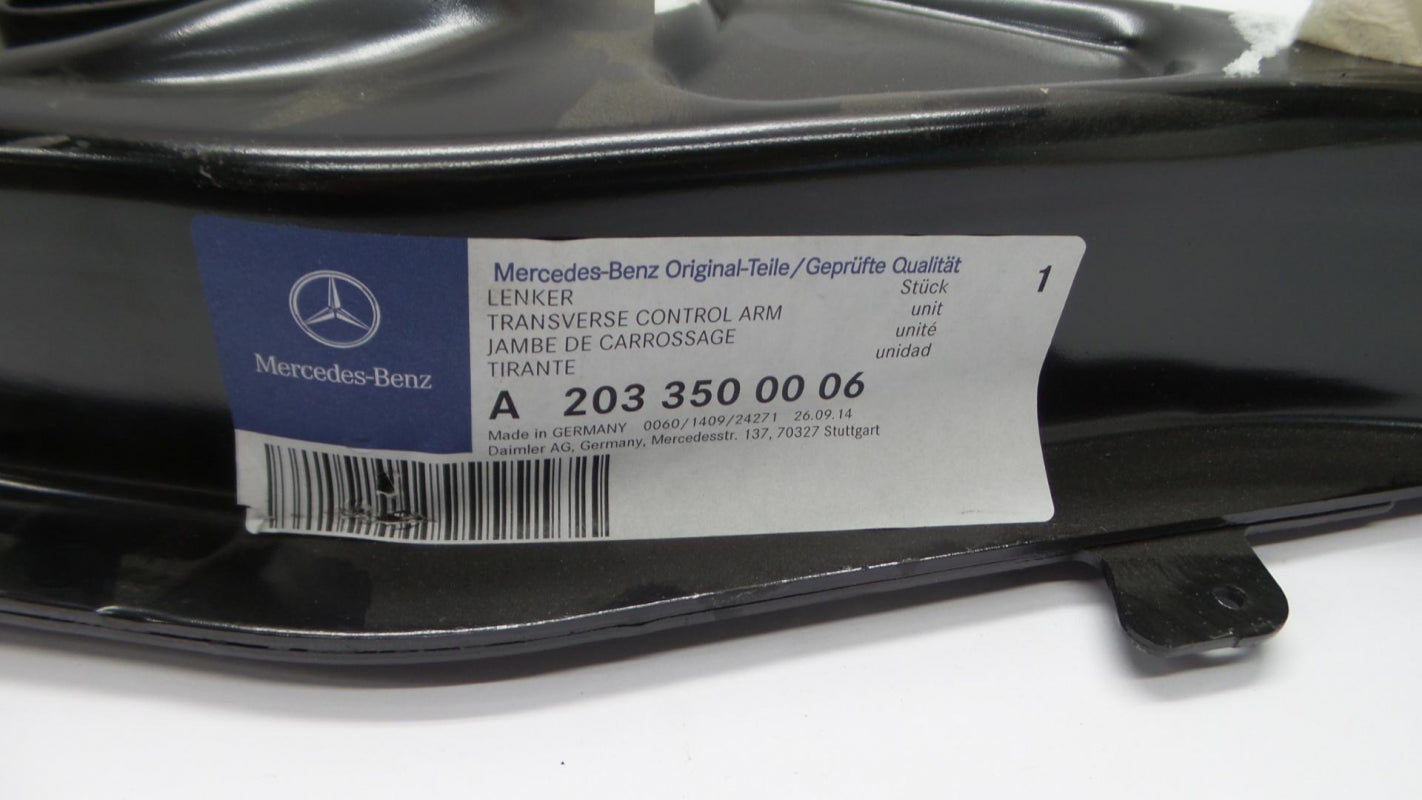 Mercedes-Benz
Mercedes-Benz Original-Teile/Geprüfte Qualität
LENKER
TRANSVERSE CONTROL ARM
JAMBE DE CARROSSAGE
TIRANTE
Stück
unit
unité
unidad
1
A 203 350 00 06
Made in GERMANY 0060/1409/24271 26.09.14
Daimler AG, Germany, Mercedesstr. 137, 70327 Stuttgart